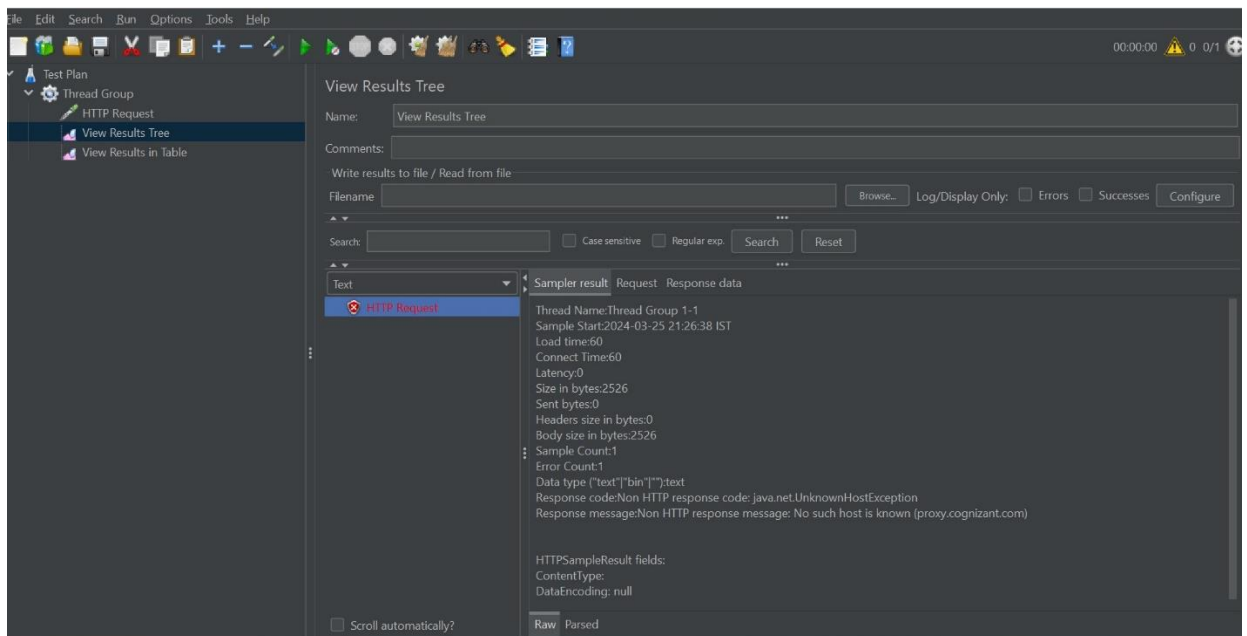 File Edit Search Run Options Tools Help
00:00:00 0 0/1
Test Plan
Thread Group
HTTP Request
View Results Tree
View Results in Table
View Results Tree
Name: View Results Tree
Comments:
Write results to file / Read from file
Filename Browse... Log/Display Only: Errors Successes Configure
Search: Case sensitive Regular exp. Search Reset
Text
HTTP Request
Sampler result Request Response data
Thread Name:Thread Group 1-1
Sample Start:2024-03-25 21:26:38 IST
Load time:60
Connect Time:60
Latency:0
Size in bytes:2526
Sent bytes:0
Headers size in bytes:0
Body size in bytes:2526
Sample Count:1
Error Count:1
Data type ("text"|"bin"|""):text
Response code:Non HTTP response code: java.net.UnknownHostException
Response message:Non HTTP response message: No such host is known (proxy.cognizant.com)
HTTPSampleResult fields:
ContentType:
DataEncoding: null
Scroll automatically?
Raw Parsed